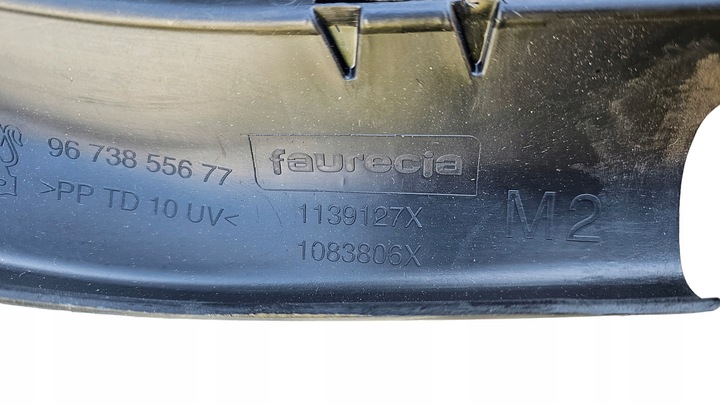 96 738 556 77
>PP TD 10 UV<
faurecia
1139127X
1083806X
M2